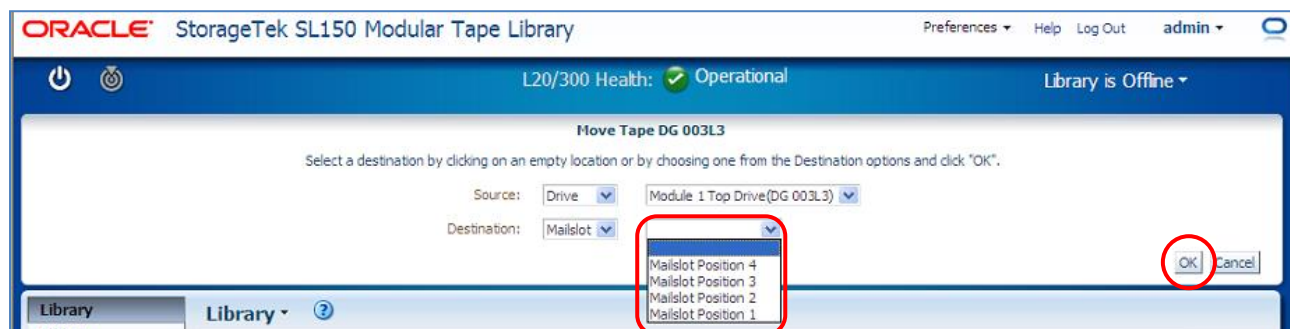 ORACLE® StorageTek SL150 Modular Tape Library Preferences Help Log Out admin
L20/300 Health: Operational Library is Offline
Move Tape DG 003L3
Select a destination by clicking on an empty location or by choosing one from the Destination options and click "OK".
Source: Drive Module 1 Top Drive(DG 003L3)
Destination: Mailslot
Mailslot Position 4
Mailslot Position 3
Mailslot Position 2
Mailslot Position 1
OK Cancel
Library Library ?